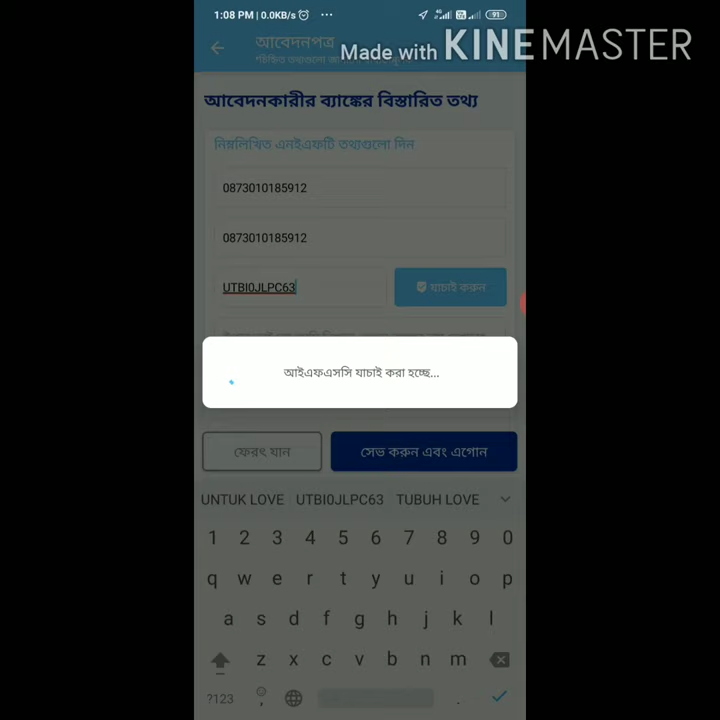 1:08 PM | 0.0KB/s
91
আবেদনপত্র
Made with KINEMASTER
আবেদনকারীর ব্যাঙ্কের বিস্তারিত তথ্য
নিম্নলিখিত এনইএফটি তথ্যগুলো দিন
0873010185912
0873010185912
UTBI0JLPC63
যাচাই করুন
আইএফএসসি যাচাই করা হচ্ছে...
ফেরৎ যান
সেভ করুন এবং এগোন
UNTUK LOVE UTBI0JLPC63 TUBUH LOVE
1 2 3 4 5 6 7 8 9 0
q w e r t y u i o p
a s d f g h j k l
z x c v b n m
?123 , .